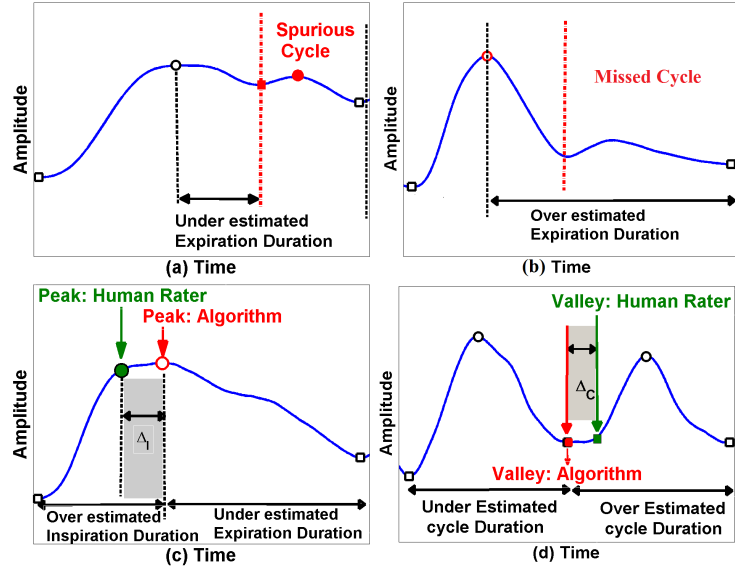 Spurious
Cycle
Amplitude
Under estimated
Expiration Duration
(a) Time
Missed Cycle
Amplitude
Over estimated
Expiration Duration
(b) Time
Peak: Human Rater
Peak: Algorithm
Amplitude
ΔI
Over estimated
Inspiration Duration
Under estimated
Expiration Duration
(c) Time
Valley: Human Rater
ΔC
Amplitude
Valley: Algorithm
Under Estimated
cycle Duration
Over Estimated
cycle Duration
(d) Time